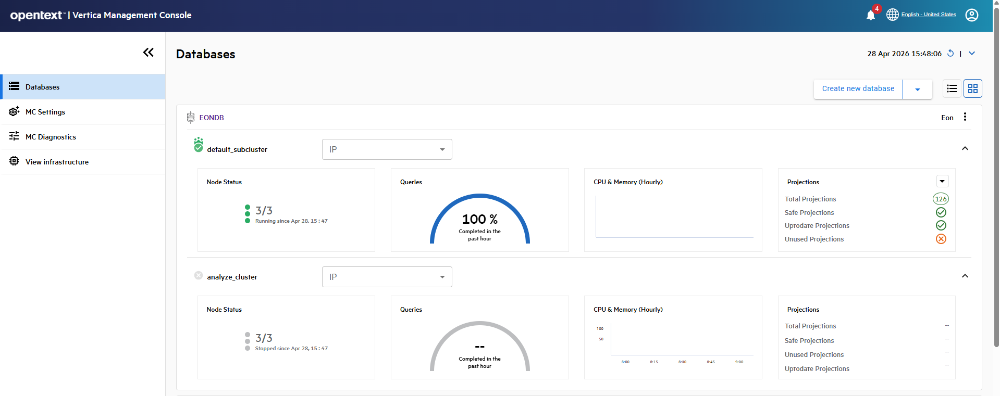 opentext™ | Vertica Management Console
4
English - United States
Databases
28 Apr 2026 15:48:06
|
Databases
MC Settings
MC Diagnostics
View infrastructure
Create new database
EONDB
Eon
default_subcluster
IP
Node Status
3/3
Running since Apr 28, 15 : 47
Queries
100 %
Completed in the
past hour
CPU & Memory (Hourly)
Projections
Total Projections
126
Safe Projections
Uptodate Projections
Unused Projections
analyze_cluster
IP
Node Status
3/3
Stopped since Apr 28, 15 : 47
Queries
--
Completed in the
past hour
CPU & Memory (Hourly)
100
50
8:00 8:15 8:30 8:45 9:00
Projections
Total Projections --
Safe Projections --
Unused Projections --
Uptodate Projections --